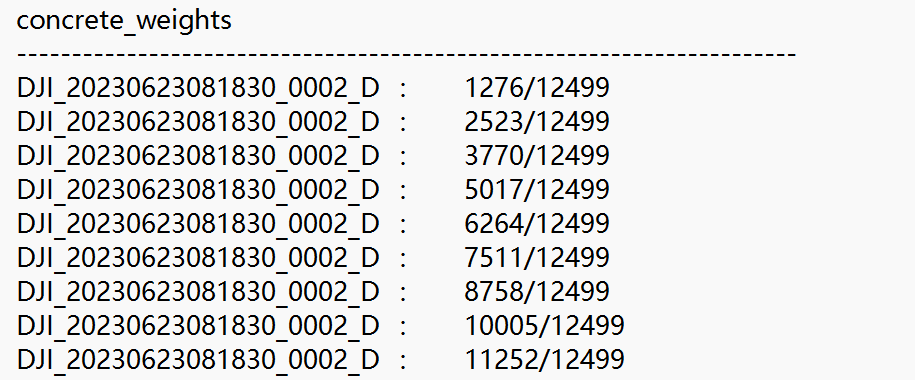 concrete_weights
-----------------------------------------------------------------------
DJI_20230623081830_0002_D : 1276/12499
DJI_20230623081830_0002_D : 2523/12499
DJI_20230623081830_0002_D : 3770/12499
DJI_20230623081830_0002_D : 5017/12499
DJI_20230623081830_0002_D : 6264/12499
DJI_20230623081830_0002_D : 7511/12499
DJI_20230623081830_0002_D : 8758/12499
DJI_20230623081830_0002_D : 10005/12499
DJI_20230623081830_0002_D : 11252/12499